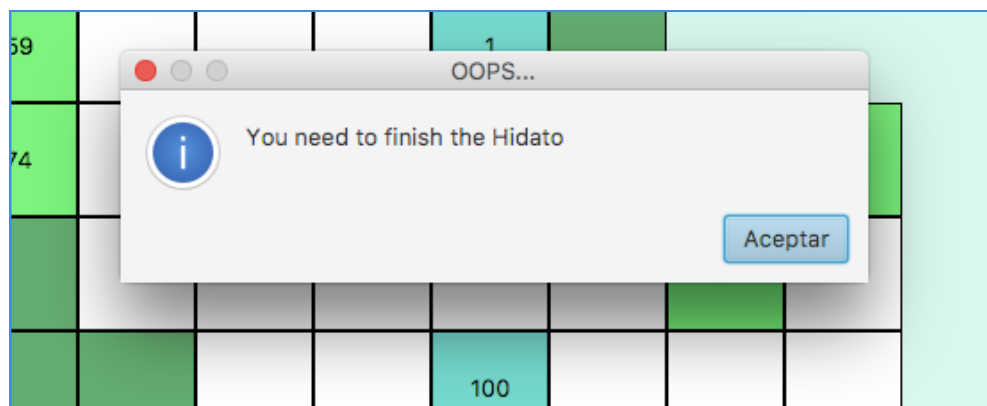 59
1
OOPS...
You need to finish the Hidato
74
Aceptar
100